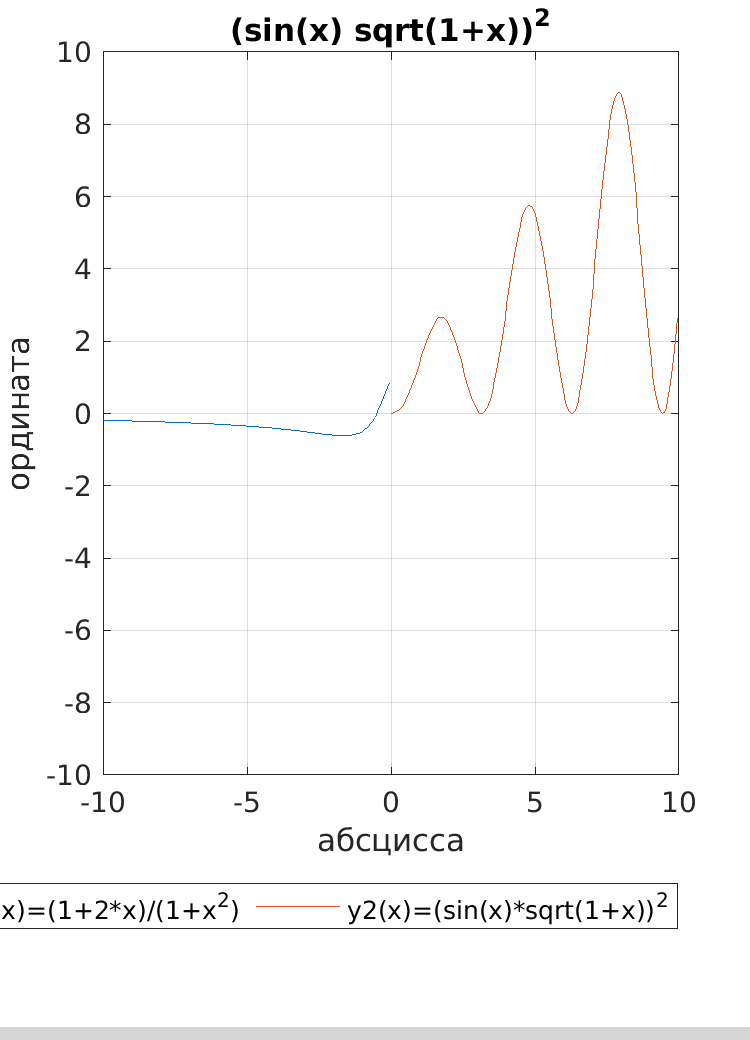 (sin(x) sqrt(1+x))²
10
8
6
4
2
0
-2
-4
-6
-8
-10
ордината
-10 -5 0 5 10
абсцисса
x)=(1+2*x)/(1+x²) y2(x)=(sin(x)*sqrt(1+x))²